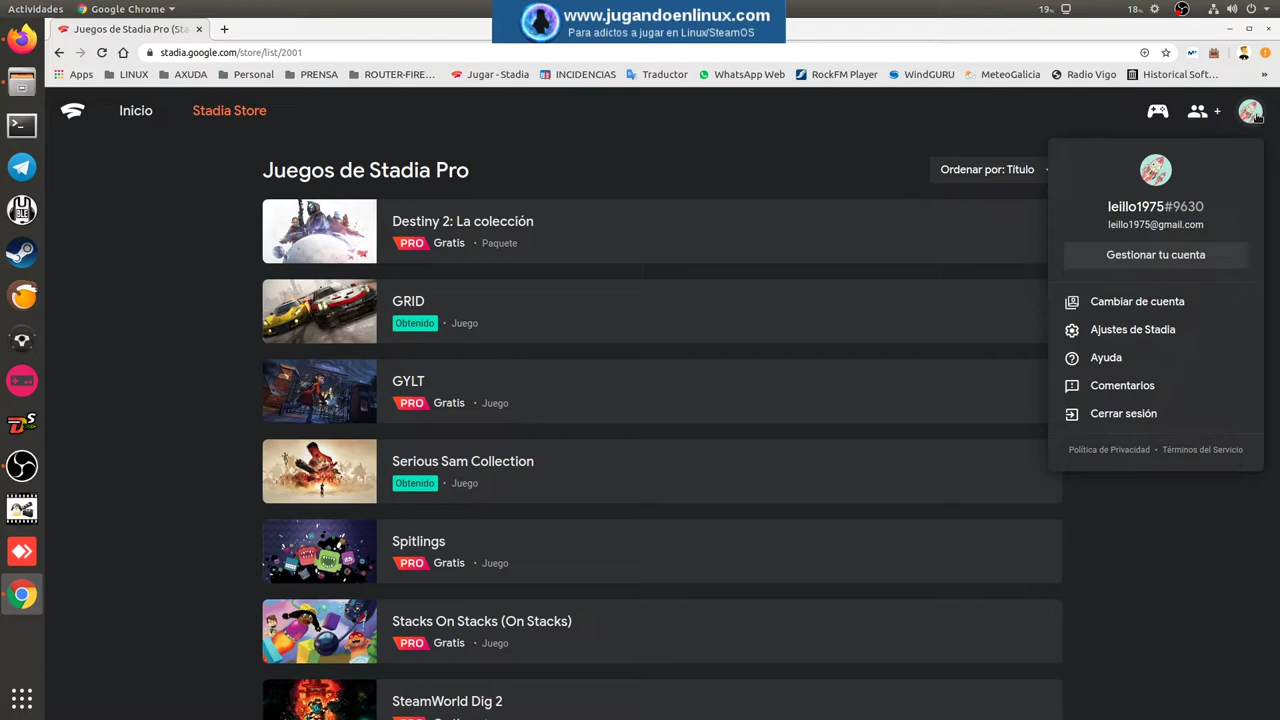 Actividades
Google Chrome
www.jugandoenlinux.com
Para adictos a jugar en Linux/SteamOS
19%
18%
Juegos de Stadia Pro (Sta
stadia.google.com/store/list/2001
Apps
LINUX
AXUDA
Personal
PRENSA
ROUTER-FIRE...
Jugar - Stadia
INCIDENCIAS
Traductor
WhatsApp Web
RockFM Player
WindGURU
MeteoGalicia
Radio Vigo
Historical Soft...
»
Inicio
Stadia Store
Juegos de Stadia Pro
Ordenar por: Título
Destiny 2: La colección
PRO Gratis • Paquete
GRID
Obtenido • Juego
GYLT
PRO Gratis • Juego
Serious Sam Collection
Obtenido • Juego
Spitlings
PRO Gratis • Juego
Stacks On Stacks (On Stacks)
PRO Gratis • Juego
SteamWorld Dig 2
leillo1975#9630
leillo1975@gmail.com
Gestionar tu cuenta
Cambiar de cuenta
Ajustes de Stadia
Ayuda
Comentarios
Cerrar sesión
Política de Privacidad • Términos del Servicio